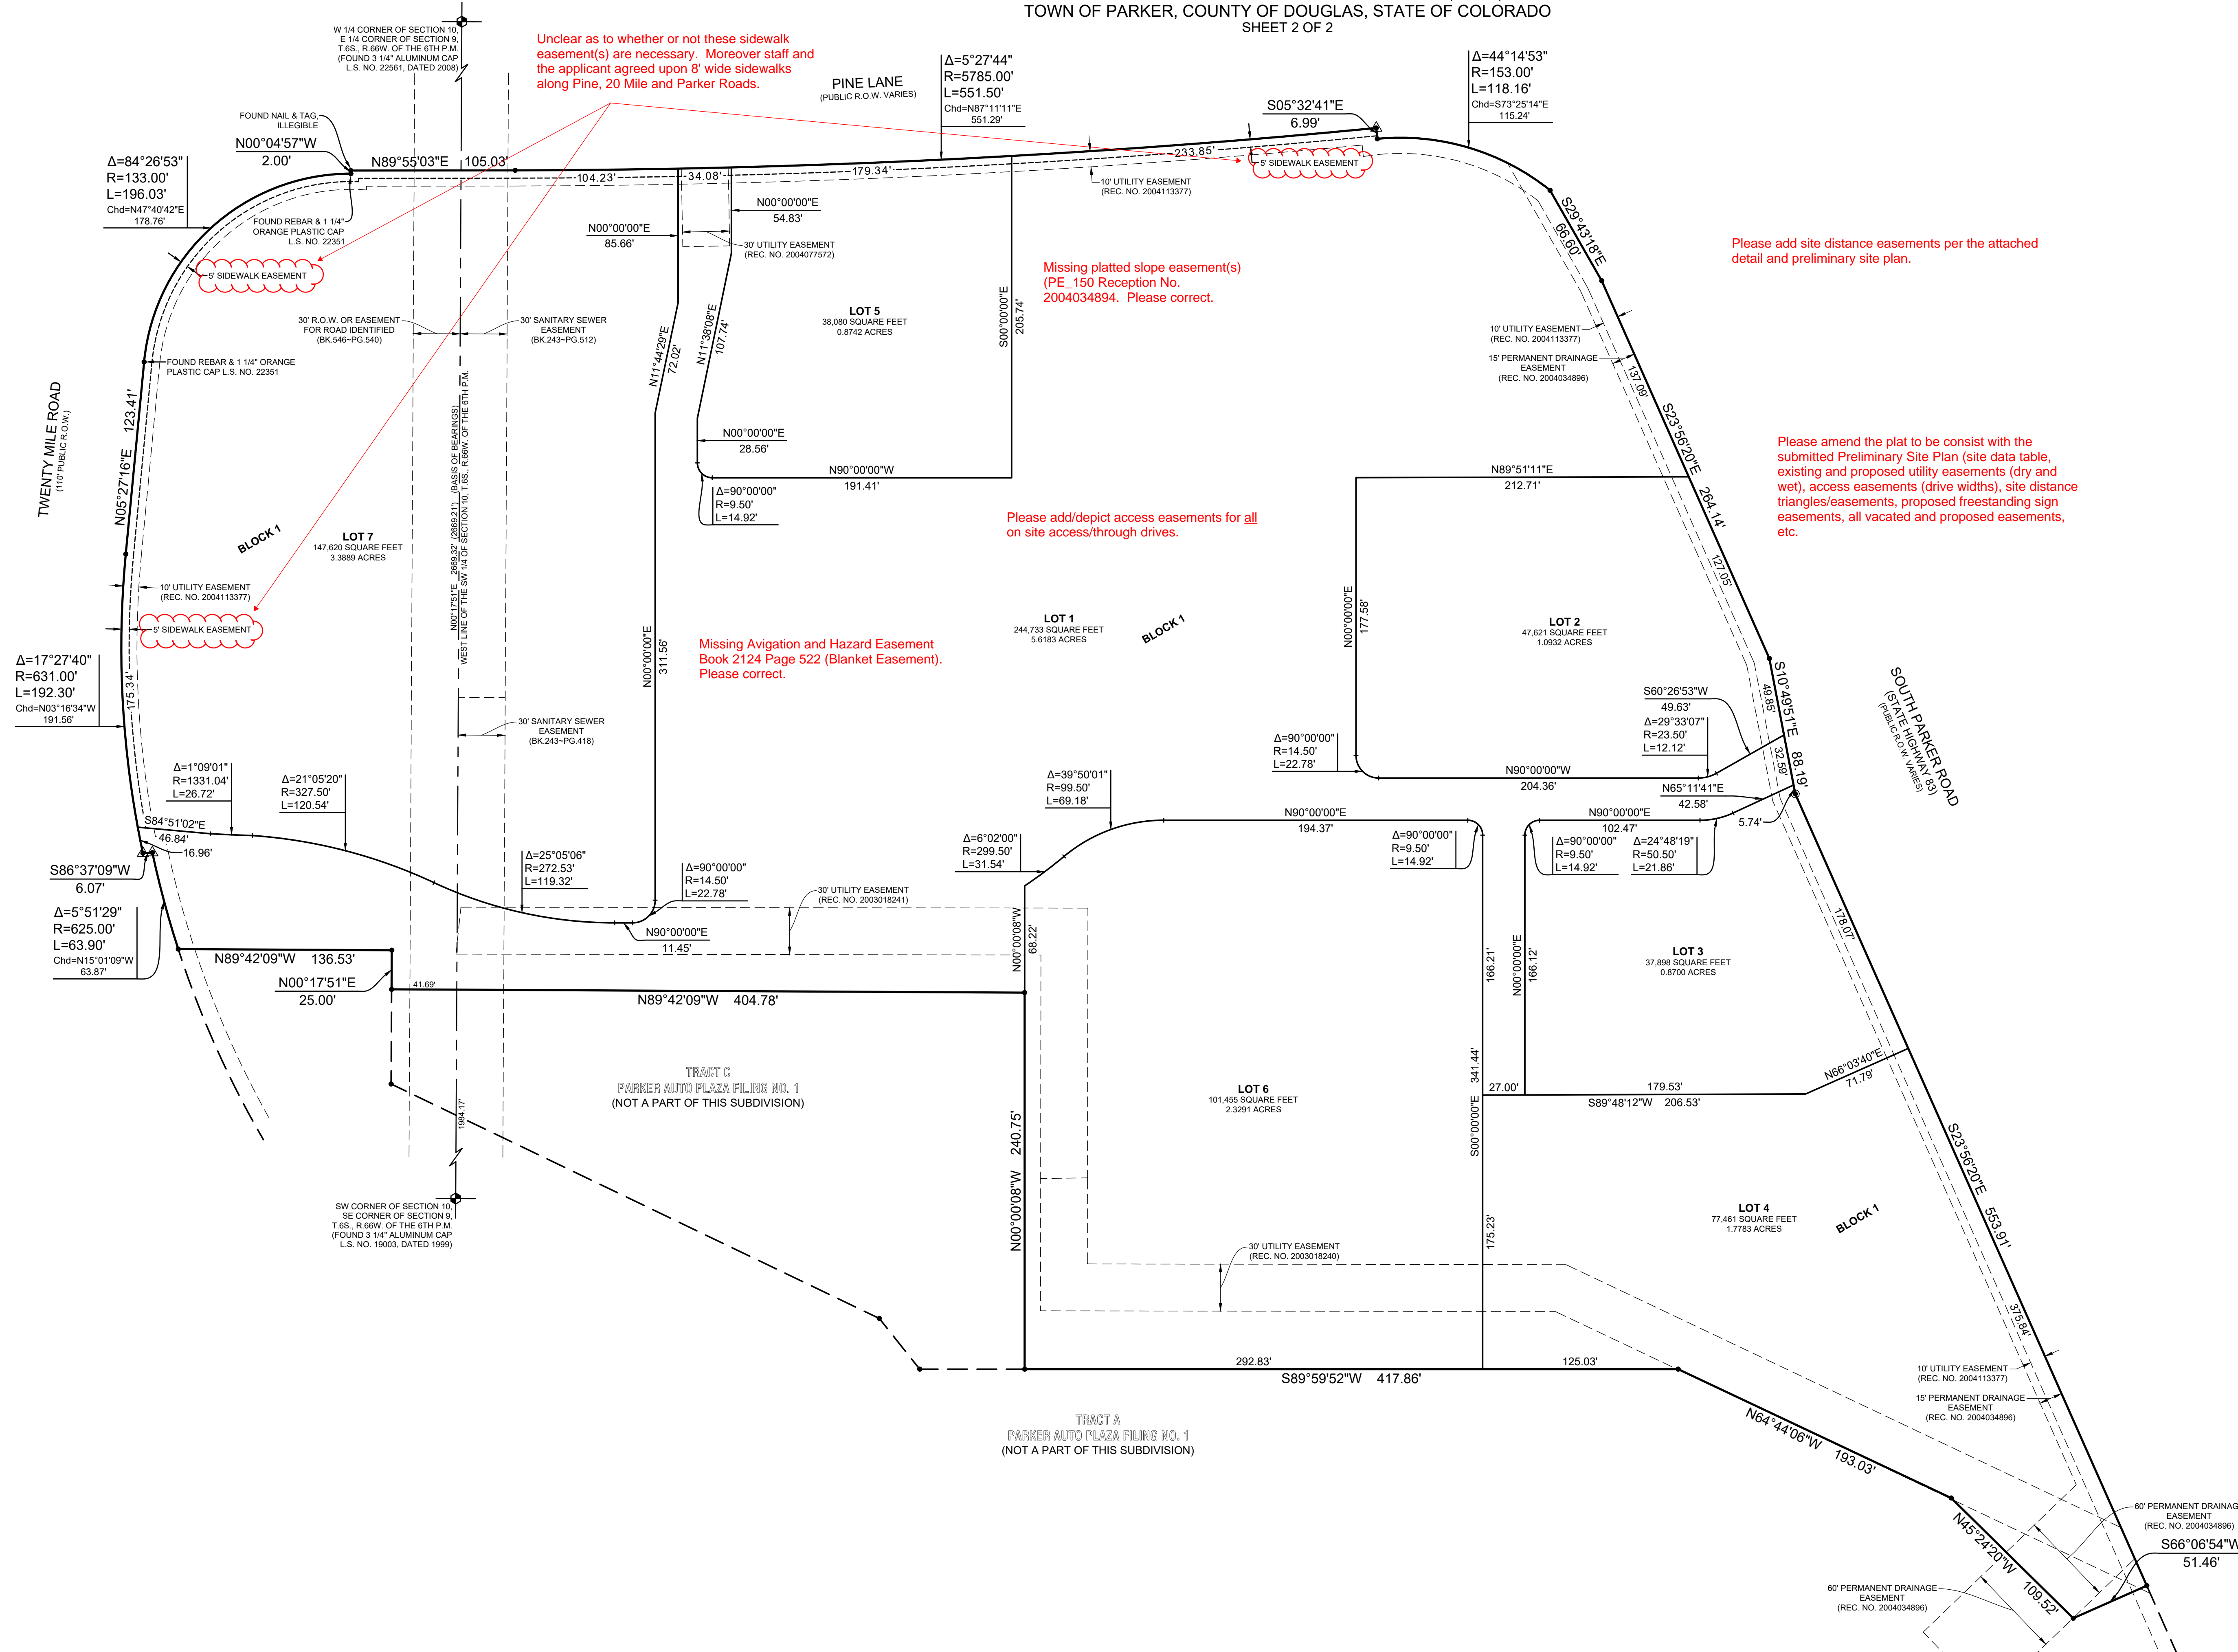 TOWN OF PARKER, COUNTY OF DOUGLAS, STATE OF COLORADO
SHEET 2 OF 2
W 1/4 CORNER OF SECTION 10,
E 1/4 CORNER OF SECTION 9,
T.6S., R.66W. OF THE 6TH P.M.
(FOUND 3 1/4" ALUMINUM CAP
L.S. NO. 22561, DATED 2008)
Unclear as to whether or not these sidewalk
easement(s) are necessary.  Moreover staff and
the applicant agreed upon 8' wide sidewalks
along Pine, 20 Mile and Parker Roads.
PINE LANE
(PUBLIC R.O.W. VARIES)
Δ=5°27'44"
R=5785.00'
L=551.50'
Chd=N87°11'11"E
551.29'
S05°32'41"E
6.99'
Δ=44°14'53"
R=153.00'
L=118.16'
Chd=S73°25'14"E
115.24'
FOUND NAIL & TAG,
ILLEGIBLE
N00°04'57"W
2.00'
N89°55'03"E 105.03'
Δ=84°26'53"
R=133.00'
L=196.03'
Chd=N47°40'42"E
178.76'
104.23'
34.08'
179.34'
233.85'
5' SIDEWALK EASEMENT
10' UTILITY EASEMENT
(REC. NO. 2004113377)
FOUND REBAR & 1 1/4"
ORANGE PLASTIC CAP
L.S. NO. 22351
N00°00'00"E
85.66'
N00°00'00"E
54.83'
30' UTILITY EASEMENT
(REC. NO. 2004077572)
S29°43'18"E
66.60'
Please add site distance easements per the attached
detail and preliminary site plan.
5' SIDEWALK EASEMENT
Missing platted slope easement(s)
(PE_150 Reception No.
2004034894.  Please correct.
30' R.O.W. OR EASEMENT
FOR ROAD IDENTIFIED
(BK.546~PG.540)
30' SANITARY SEWER
EASEMENT
(BK.243~PG.512)
LOT 5
38,080 SQUARE FEET
0.8742 ACRES
S00°00'00"E
205.74'
N11°44'29"E
72.02'
N11°38'08"E
107.74'
10' UTILITY EASEMENT
(REC. NO. 2004113377)
15' PERMANENT DRAINAGE
EASEMENT
(REC. NO. 2004034896)
137.09'
FOUND REBAR & 1 1/4" ORANGE
PLASTIC CAP L.S. NO. 22351
TWENTY MILE ROAD
(110' PUBLIC R.O.W.)
N05°27'16"E 123.41'
N00°17'51"E 2669.32' (2669.21') (BASIS OF BEARINGS)
WEST LINE OF THE SW 1/4 OF SECTION 10, T.6S., R.66W. OF THE 6TH P.M.
N00°00'00"E
28.56'
N90°00'00"W
191.41'
Δ=90°00'00"
R=9.50'
L=14.92'
S23°56'20"E 264.14'
N89°51'11"E
212.71'
Please amend the plat to be consist with the
submitted Preliminary Site Plan (site data table,
existing and proposed utility easements (dry and
wet), access easements (drive widths), site distance
triangles/easements, proposed freestanding sign
easements, all vacated and proposed easements,
etc.
Please add/depict access easements for all
on site access/through drives.
BLOCK 1
LOT 7
147,620 SQUARE FEET
3.3889 ACRES
127.05'
10' UTILITY EASEMENT
(REC. NO. 2004113377)
5' SIDEWALK EASEMENT
N00°00'00"E
311.56'
Missing Avigation and Hazard Easement
Book 2124 Page 522 (Blanket Easement).
Please correct.
LOT 1
244,733 SQUARE FEET
5.6183 ACRES
BLOCK 1
N00°00'00"E
177.58'
LOT 2
47,621 SQUARE FEET
1.0932 ACRES
Δ=17°27'40"
R=631.00'
L=192.30'
Chd=N03°16'34"W
191.56'
175.34'
30' SANITARY SEWER
EASEMENT
(BK.243~PG.418)
S10°49'51"E 88.19'
49.85'
32.59'
SOUTH PARKER ROAD
(STATE HIGHWAY 83)
(PUBLIC R.O.W. VARIES)
S60°26'53"W
49.63'
Δ=29°33'07"
R=23.50'
L=12.12'
Δ=90°00'00"
R=14.50'
L=22.78'
N90°00'00"W
204.36'
N65°11'41"E
42.58'
5.74'
Δ=1°09'01"
R=1331.04'
L=26.72'
Δ=21°05'20"
R=327.50'
L=120.54'
Δ=39°50'01"
R=99.50'
L=69.18'
S84°51'02"E
46.84'
16.96'
N90°00'00"E
194.37'
N90°00'00"E
102.47'
Δ=90°00'00"
R=9.50'
L=14.92'
Δ=90°00'00"
R=9.50'
L=14.92'
Δ=24°48'19"
R=50.50'
L=21.86'
Δ=6°02'00"
R=299.50'
L=31.54'
S86°37'09"W
6.07'
Δ=25°05'06"
R=272.53'
L=119.32'
Δ=90°00'00"
R=14.50'
L=22.78'
30' UTILITY EASEMENT
(REC. NO. 2003018241)
Δ=5°51'29"
R=625.00'
L=63.90'
Chd=N15°01'09"W
63.87'
N90°00'00"E
11.45'
N00°00'08"W
68.22'
166.21'
N00°00'00"E
166.12'
178.07'
LOT 3
37,898 SQUARE FEET
0.8700 ACRES
N89°42'09"W 136.53'
N00°17'51"E
25.00'
41.69'
N89°42'09"W 404.78'
N66°03'40"E
71.79'
TRACT C
PARKER AUTO PLAZA FILING NO. 1
(NOT A PART OF THIS SUBDIVISION)
1984.17'
N00°00'08"W 240.75'
LOT 6
101,455 SQUARE FEET
2.3291 ACRES
S00°00'00"E 341.44'
27.00'
179.53'
S89°48'12"W 206.53'
S23°56'20"E 553.91'
SW CORNER OF SECTION 10,
SE CORNER OF SECTION 9,
T.6S., R.66W. OF THE 6TH P.M.
(FOUND 3 1/4" ALUMINUM CAP
L.S. NO. 19003, DATED 1999)
LOT 4
77,461 SQUARE FEET
1.7783 ACRES
BLOCK 1
175.23'
30' UTILITY EASEMENT
(REC. NO. 2003018240)
375.84'
292.83'
125.03'
S89°59'52"W 417.86'
10' UTILITY EASEMENT
(REC. NO. 2004113377)
15' PERMANENT DRAINAGE
EASEMENT
(REC. NO. 2004034896)
TRACT A
PARKER AUTO PLAZA FILING NO. 1
(NOT A PART OF THIS SUBDIVISION)
N64°44'06"W 193.03'
60' PERMANENT DRAINAG
EASEMENT
(REC. NO. 2004034896)
N45°24'20"W 109.52'
S66°06'54"W
51.46'
60' PERMANENT DRAINAGE
EASEMENT
(REC. NO. 2004034896)